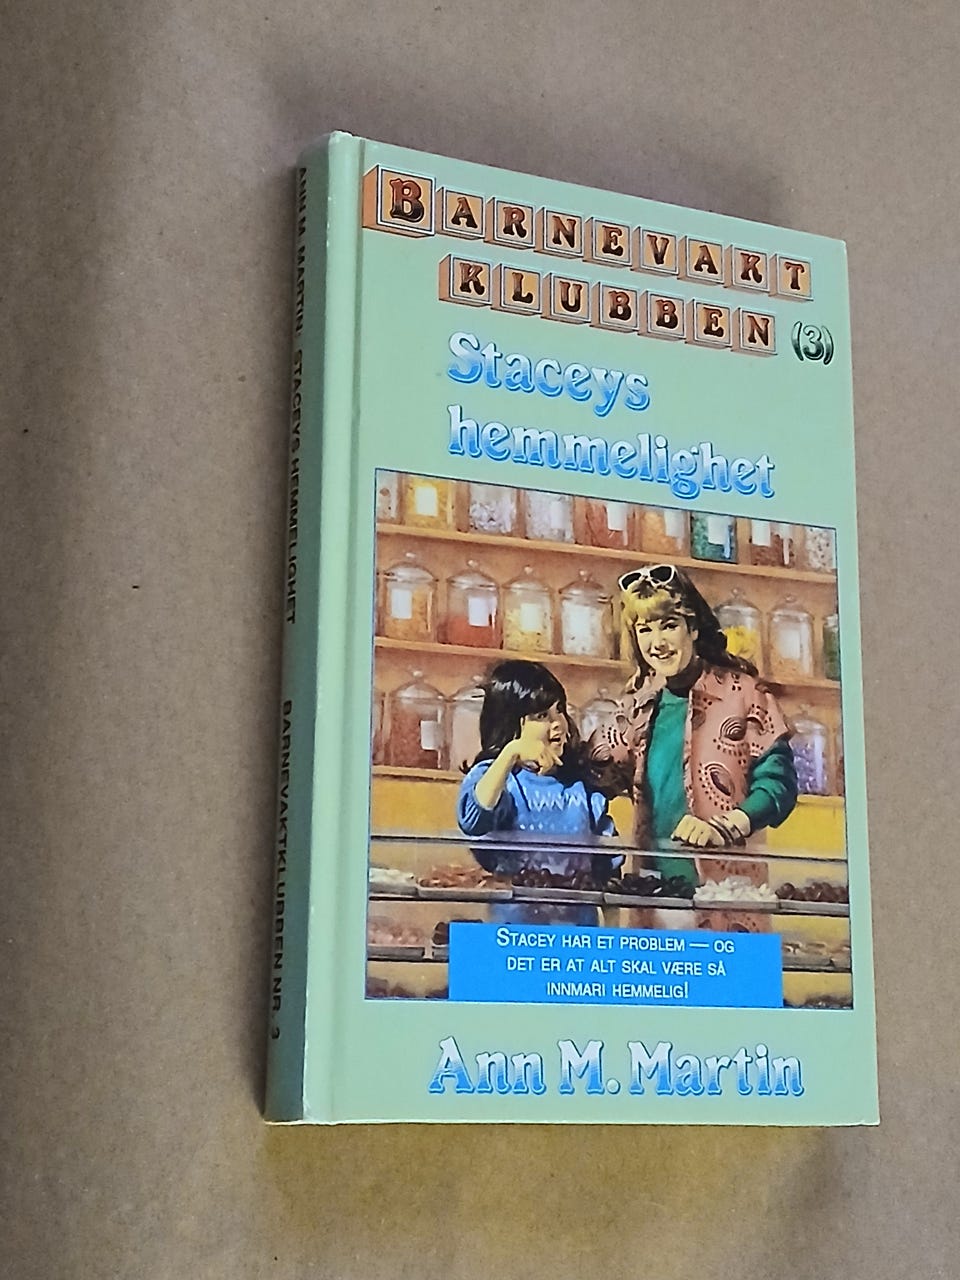 BARNEVAKT
KLUBBEN (3)
Staceys
hemmelighet
STACEY HAR ET PROBLEM — OG
DET ER AT ALT SKAL VÆRE SÅ
INNMARI HEMMELIG!
Ann M. Martin
ANN M MARTIN: STACEYS HEMMELIGHET BARNEVAKTKLUBBEN NR. 3